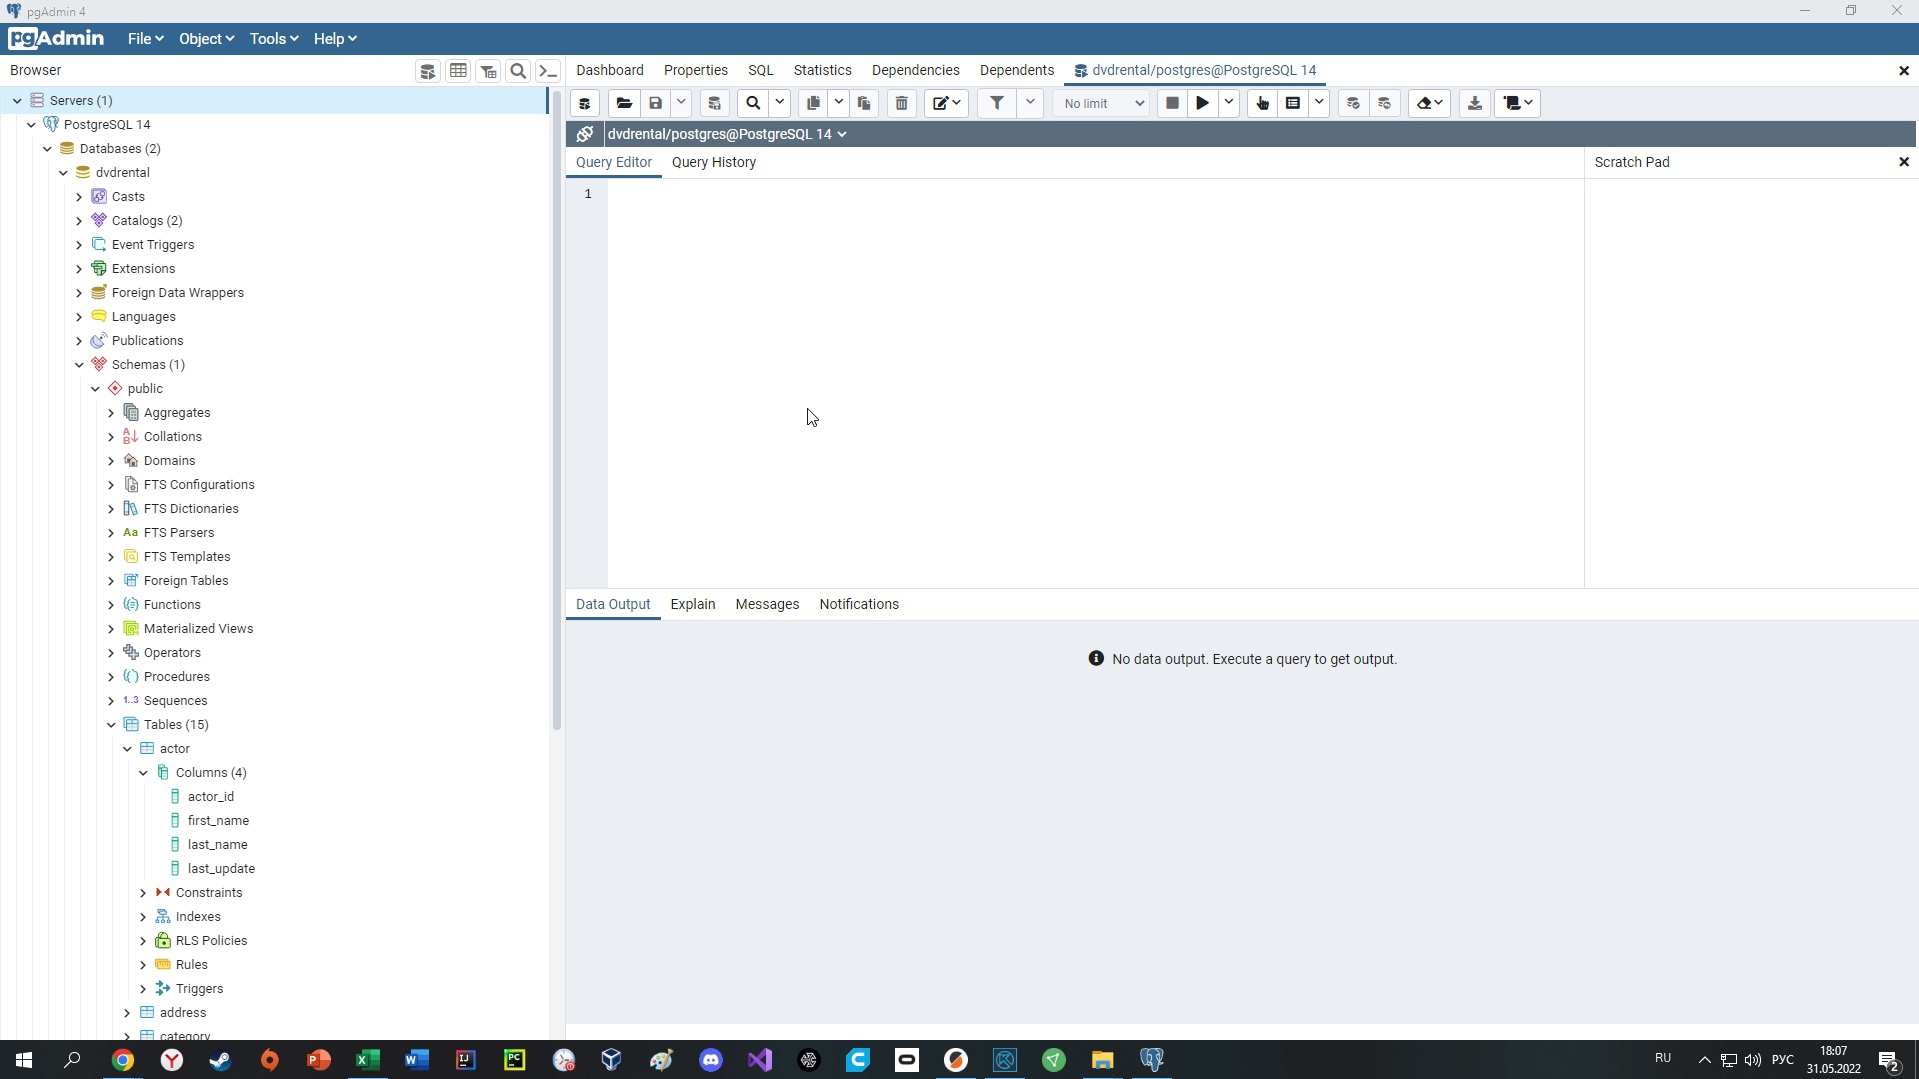 pgAdmin 4
pgAdmin File Object Tools Help
Browser
Dashboard Properties SQL Statistics Dependencies Dependents dvdrental/postgres@PostgreSQL 14
No limit
dvdrental/postgres@PostgreSQL 14
Query Editor Query History
Scratch Pad
1
Servers (1)
PostgreSQL 14
Databases (2)
dvdrental
Casts
Catalogs (2)
Event Triggers
Extensions
Foreign Data Wrappers
Languages
Publications
Schemas (1)
public
Aggregates
Collations
Domains
FTS Configurations
FTS Dictionaries
Aa FTS Parsers
FTS Templates
Foreign Tables
Functions
Materialized Views
Operators
Procedures
1..3 Sequences
Tables (15)
actor
Columns (4)
actor_id
first_name
last_name
last_update
Constraints
Indexes
RLS Policies
Rules
Triggers
address
category
Data Output Explain Messages Notifications
No data output. Execute a query to get output.
RU
РУС
18:07
31.05.2022
2